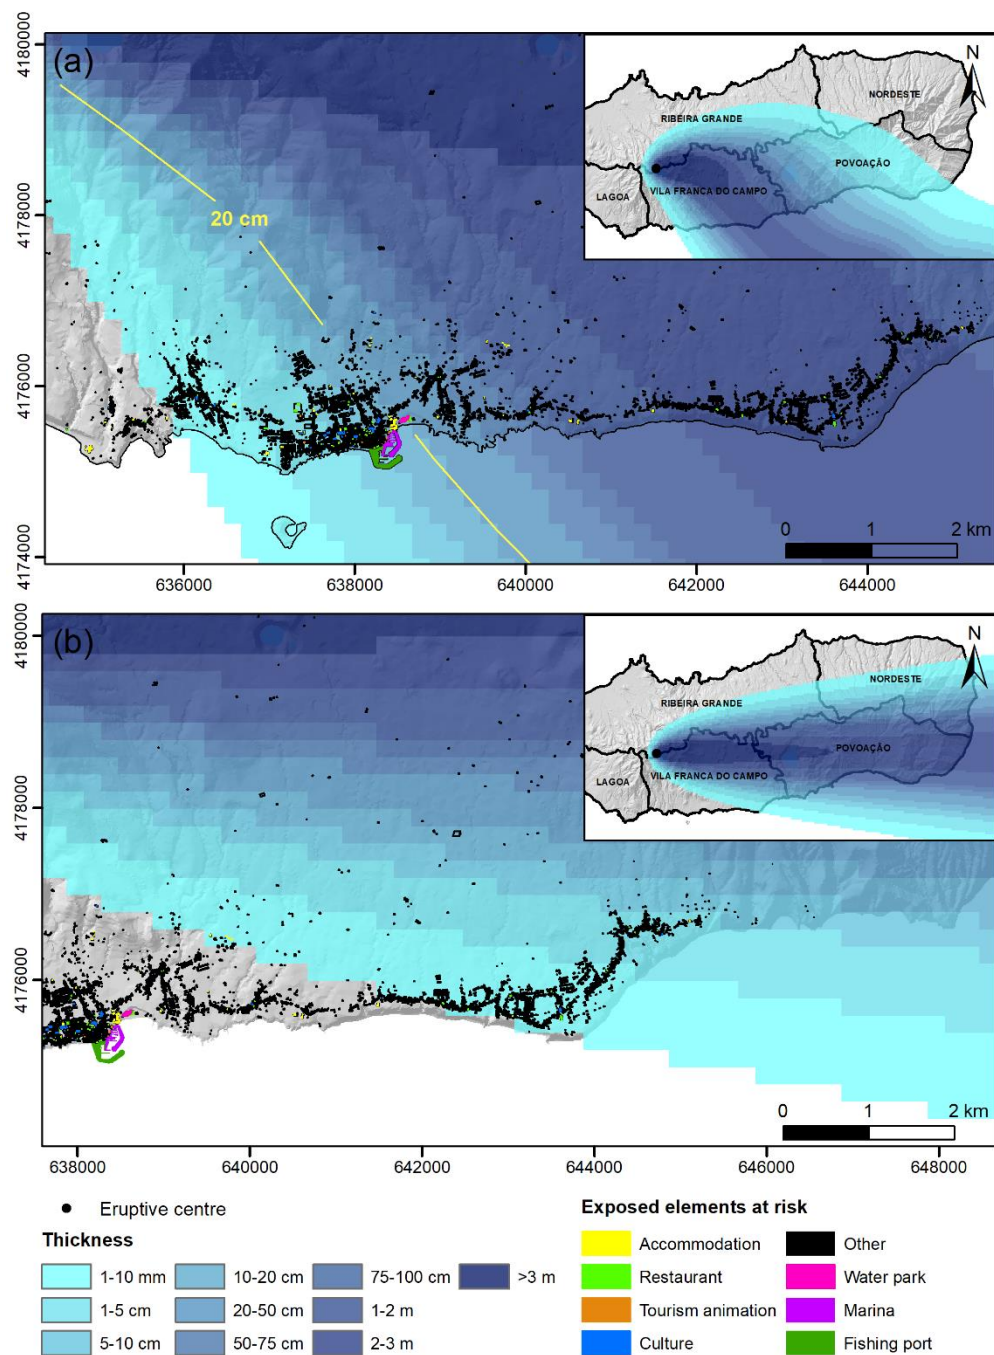 (a)
4180000
4178000
4176000
4174000
20 cm
N
NORDESTE
RIBEIRA GRANDE
POVOAÇÃO
LAGOA
VILA FRANCA DO CAMPO
0 1 2 km
636000 638000 640000 642000 644000
(b)
4180000
4178000
4176000
N
NORDESTE
RIBEIRA GRANDE
POVOAÇÃO
LAGOA
VILA FRANCA DO CAMPO
0 1 2 km
638000 640000 642000 644000 646000 648000
Eruptive centre
Thickness
1-10 mm 10-20 cm 75-100 cm >3 m
1-5 cm 20-50 cm 1-2 m
5-10 cm 50-75 cm 2-3 m
Exposed elements at risk
Accommodation Other
Restaurant Water park
Tourism animation Marina
Culture Fishing port